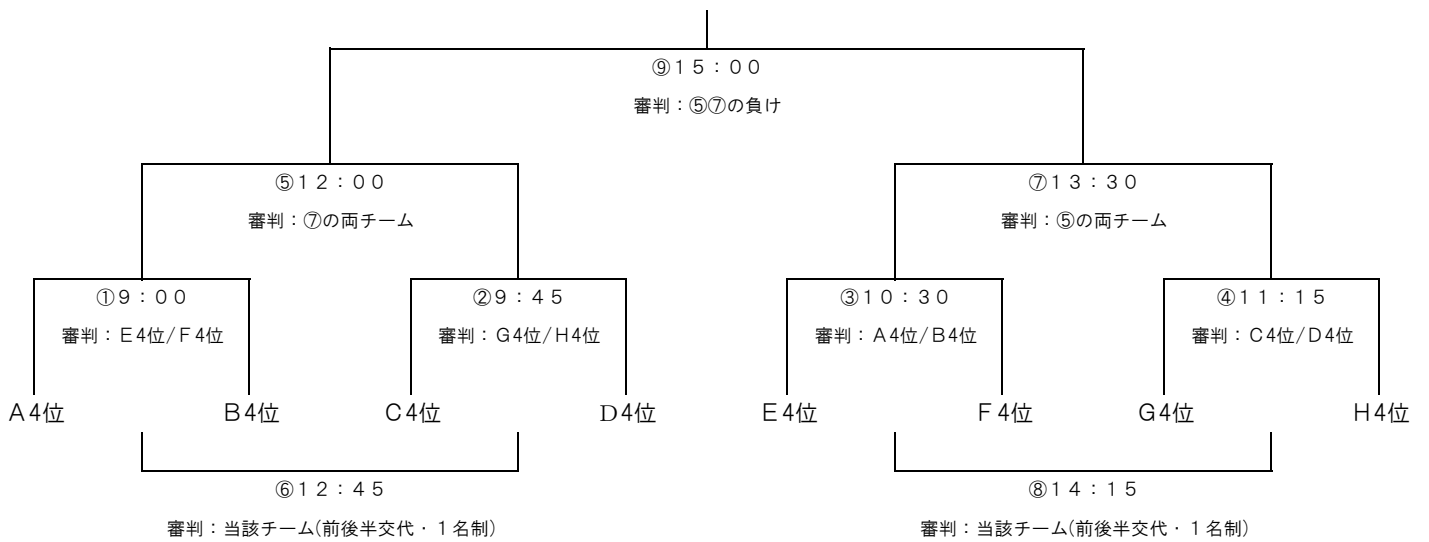 ⑨１５：００
審判：⑤⑦の負け
⑤１２：００
⑦１３：３０
審判：⑦の両チーム
審判：⑤の両チーム
①９：００
②９：４５
③１０：３０
④１１：１５
審判：Ｅ4位/Ｆ4位
審判：Ｇ4位/Ｈ4位
審判：Ａ4位/Ｂ4位
審判：Ｃ4位/Ｄ4位
Ａ4位
Ｂ4位
Ｃ4位
Ｄ4位
Ｅ4位
Ｆ4位
Ｇ4位
Ｈ4位
⑥１２：４５
⑧１４：１５
審判：当該チーム(前後半交代・１名制)
審判：当該チーム(前後半交代・１名制)